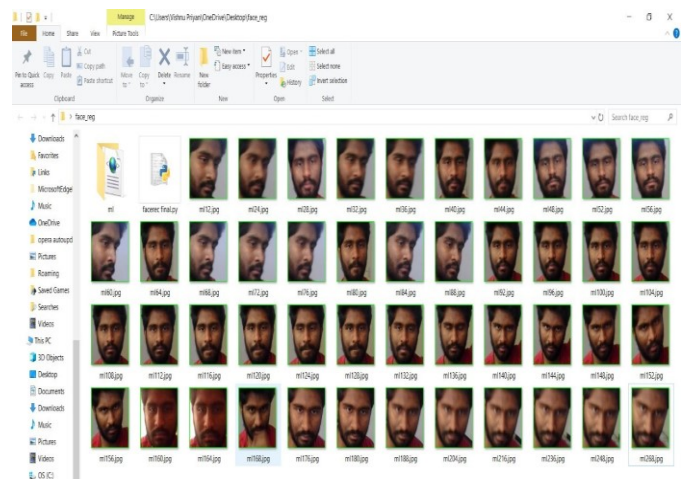 Manage C:\Users\Vishnu Priyan\OneDrive\Desktop\face_reg
File Home Share View Picture Tools
Pin to Quick access Copy Paste
Cut
Copy path
Paste shortcut
Move to Copy to Delete Rename
New folder
New item
Easy access
Properties
Open
Edit
History
Select all
Select none
Invert selection
Clipboard Organize New Open Select
face_reg Search face_reg
Downloads
Favorites
Links
MicrosoftEdge
Music
OneDrive
opera autoupd
Pictures
Roaming
Saved Games
Searches
Videos
This PC
3D Objects
Desktop
Documents
Downloads
Music
Pictures
Videos
OS (C:)
ml facerec final.py ml12.jpg ml24.jpg ml28.jpg ml32.jpg ml36.jpg ml40.jpg ml44.jpg ml48.jpg ml52.jpg ml56.jpg
ml60.jpg ml64.jpg ml68.jpg ml72.jpg ml76.jpg ml80.jpg ml84.jpg ml88.jpg ml92.jpg ml96.jpg ml100.jpg ml104.jpg
ml108.jpg ml112.jpg ml116.jpg ml120.jpg ml124.jpg ml128.jpg ml132.jpg ml136.jpg ml140.jpg ml144.jpg ml148.jpg ml152.jpg
ml156.jpg ml160.jpg ml164.jpg ml168.jpg ml176.jpg ml180.jpg ml188.jpg ml204.jpg ml216.jpg ml236.jpg ml248.jpg ml268.jpg